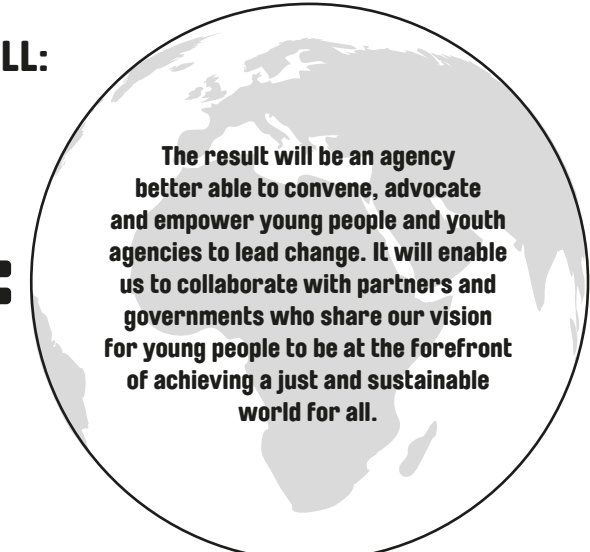 LL:
The result will be an agency
better able to convene, advocate
and empower young people and youth
agencies to lead change. It will enable
us to collaborate with partners and
governments who share our vision
for young people to be at the forefront
of achieving a just and sustainable
world for all.